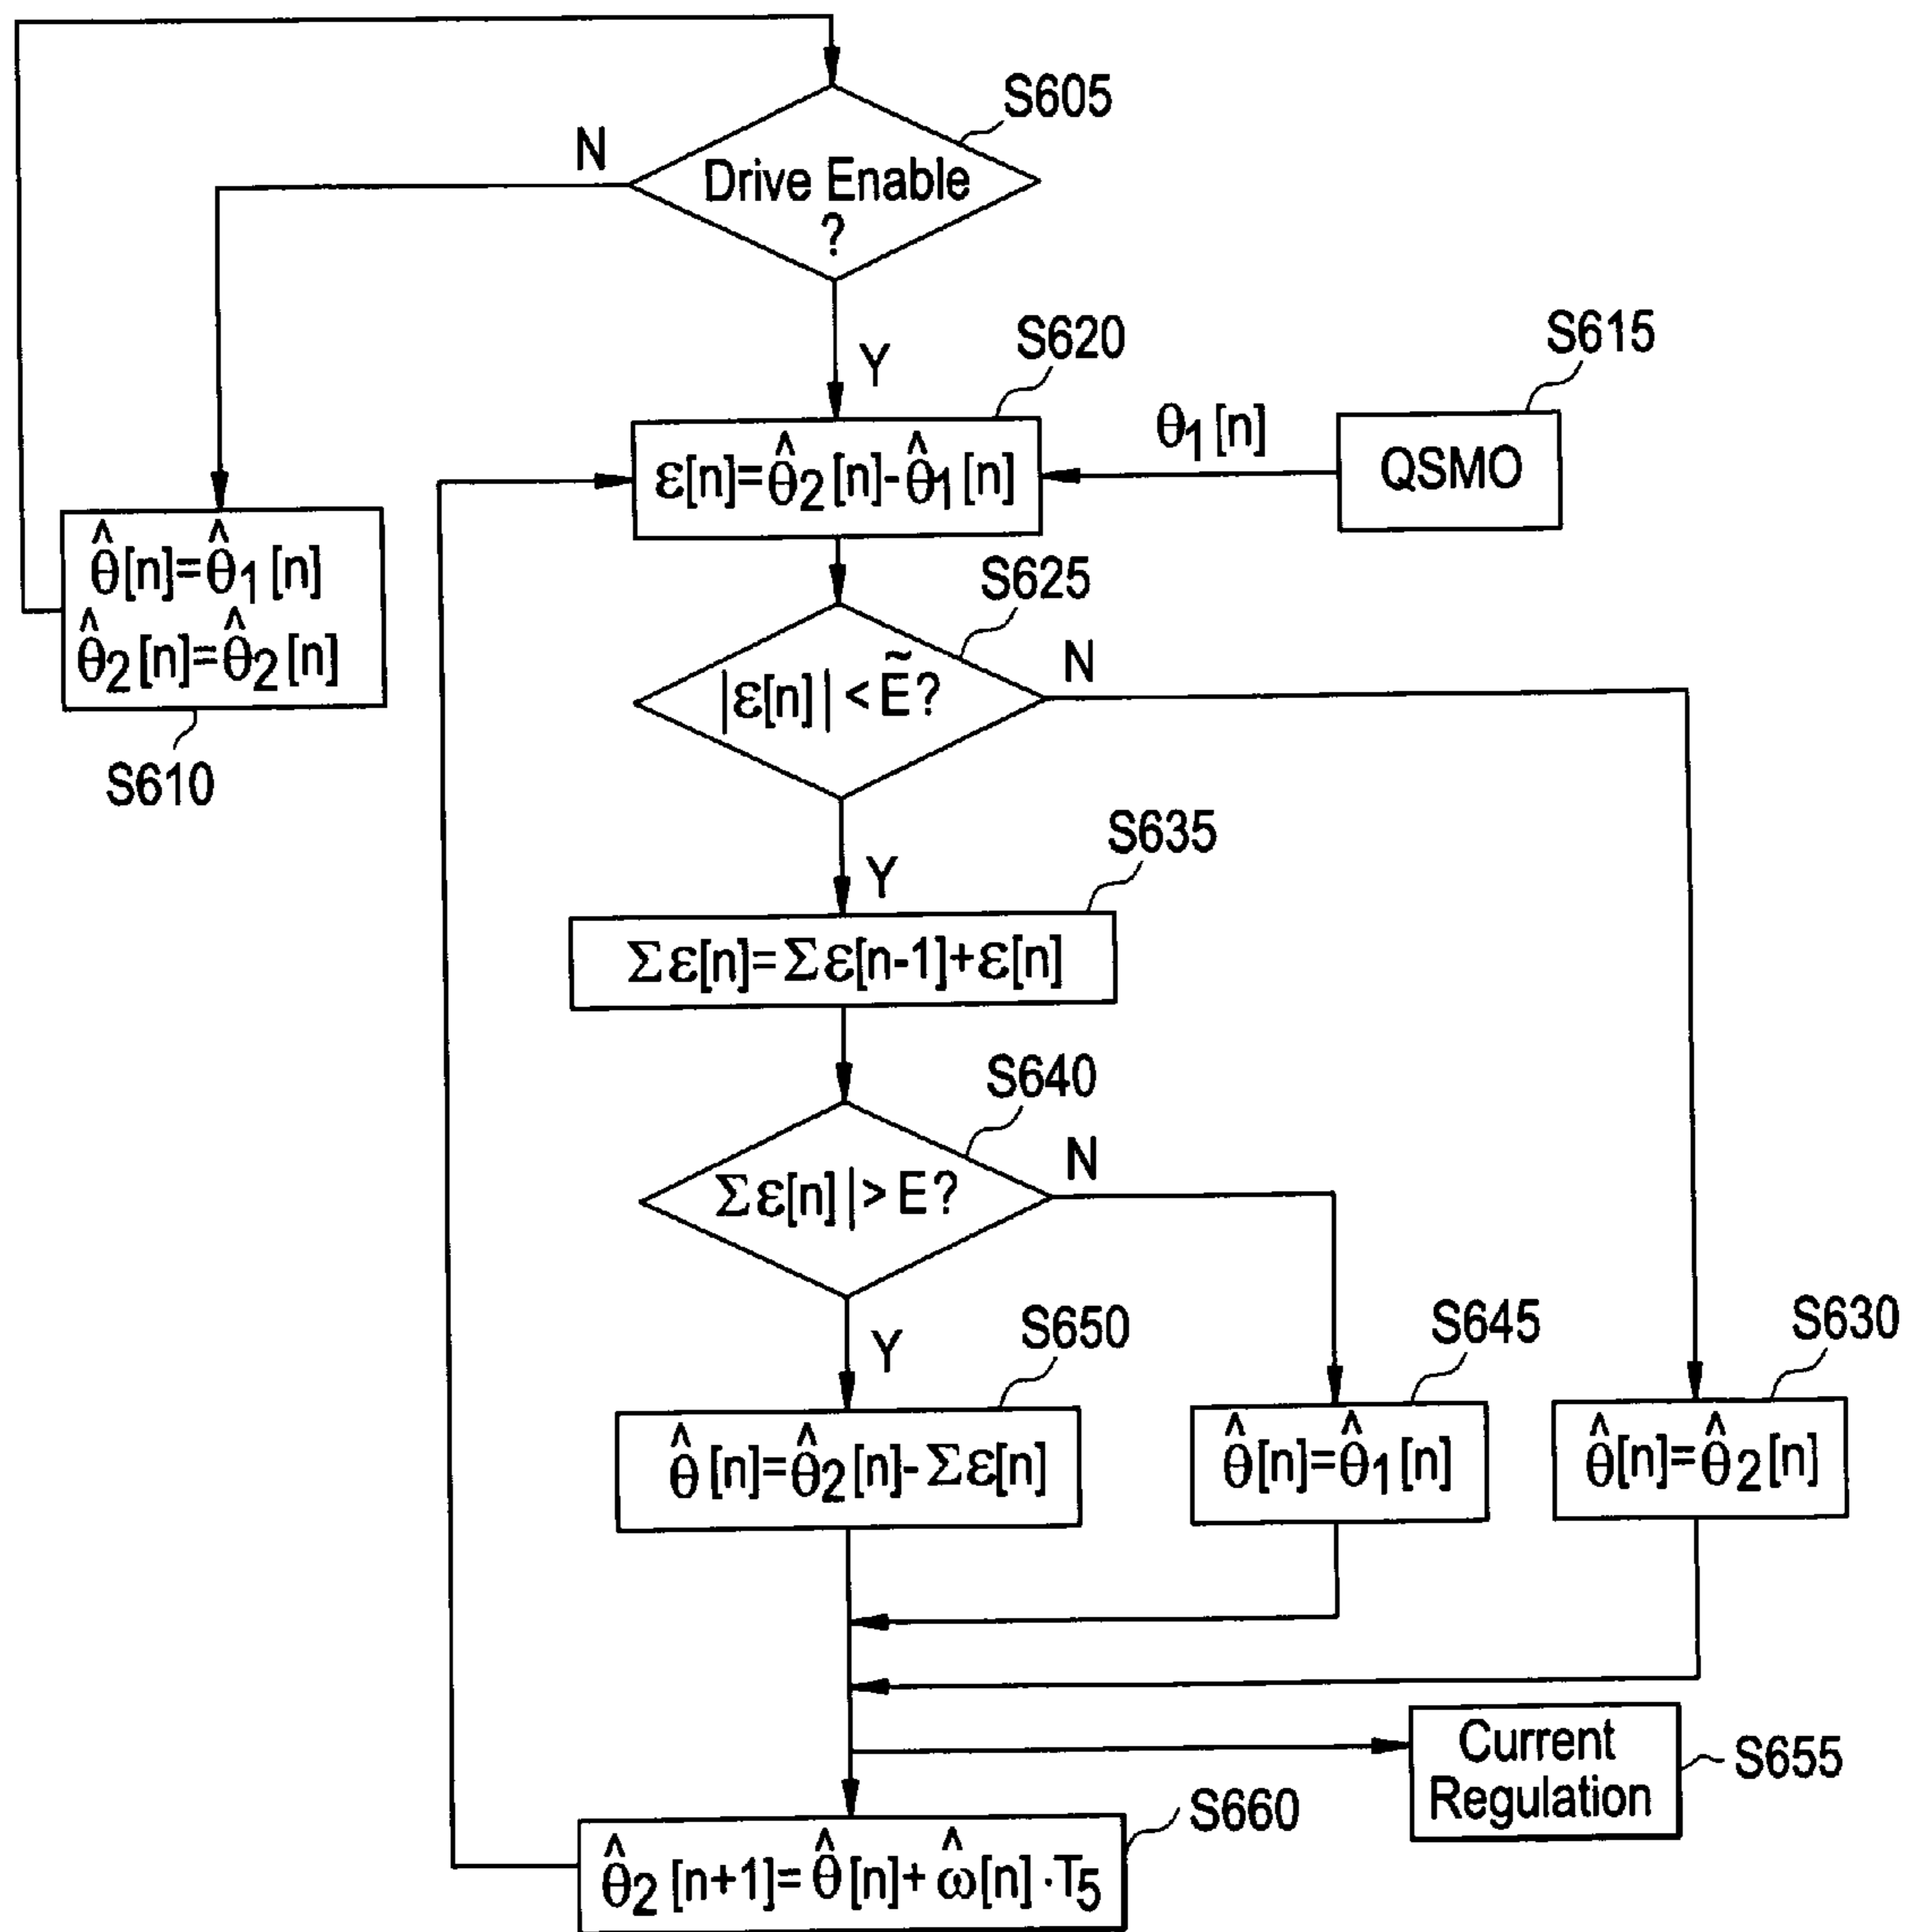 S605
N
Drive Enable
?
Y
S620
S615
ε[n]=θ̂2[n]-θ̂1[n]
θ1[n]
QSMO
θ̂[n]=θ̂1[n]
θ̂2[n]=θ̂2[n]
S610
S625
|ε[n]|<Ẽ?
N
Y
S635
Σε[n]=Σε[n-1]+ε[n]
S640
Σε[n]|>E?
N
Y
S650
S645
S630
θ̂[n]=θ̂2[n]-Σε[n]
θ̂[n]=θ̂1[n]
θ̂[n]=θ̂2[n]
Current
Regulation
S655
S660
θ̂2[n+1]=θ̂[n]+ω̂[n]·T5